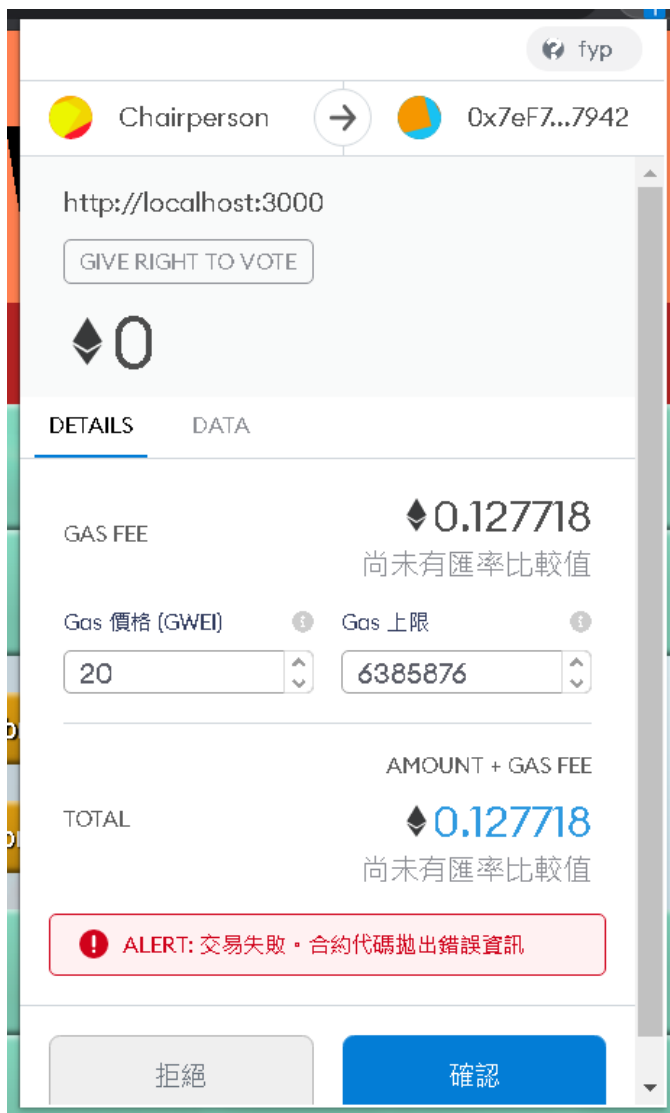 fyp
Chairperson 0x7eF7...7942
http://localhost:3000
GIVE RIGHT TO VOTE
0
DETAILS DATA
GAS FEE 0.127718
尚未有匯率比較值
Gas 價格 (GWEI) Gas 上限
20 6385876
AMOUNT + GAS FEE
TOTAL 0.127718
尚未有匯率比較值
ALERT: 交易失敗。合約代碼拋出錯誤資訊
拒絕 確認